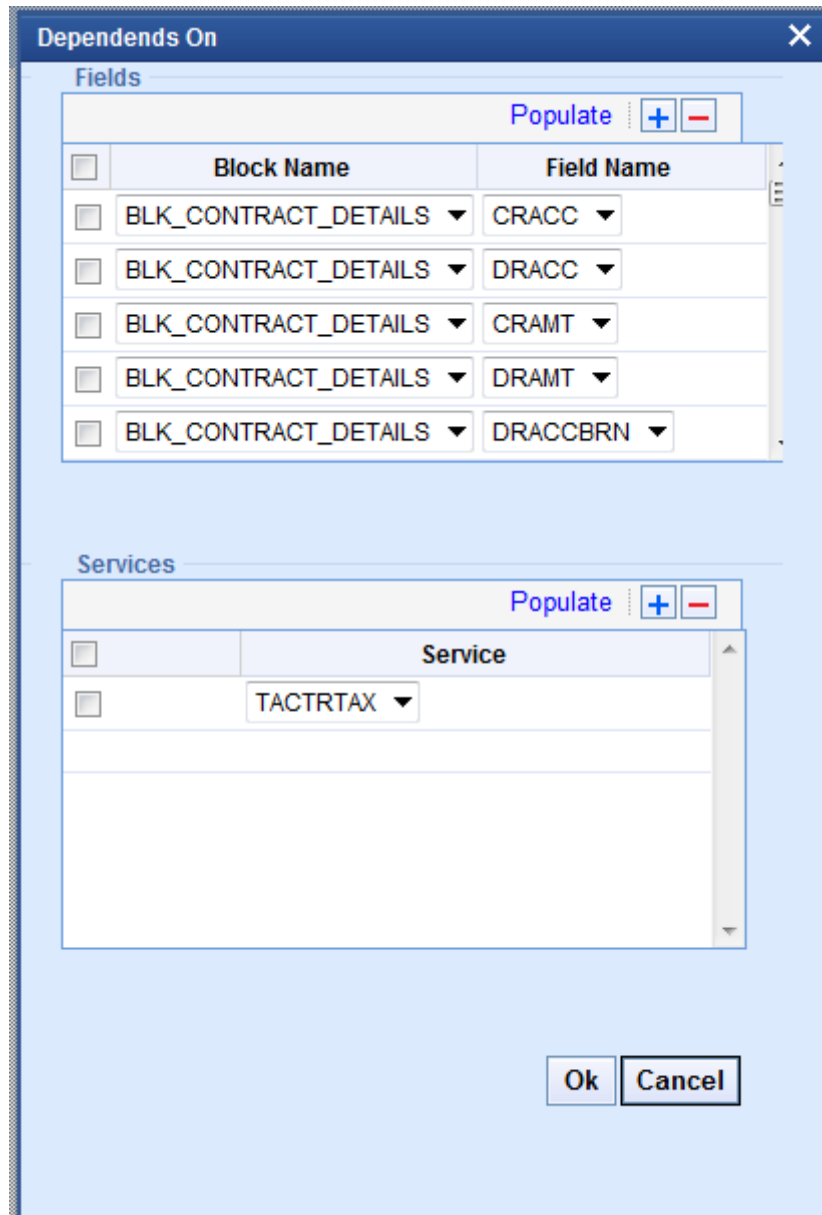 Dependends On
Fields
Populate
Block Name Field Name
BLK_CONTRACT_DETAILS CRACC
BLK_CONTRACT_DETAILS DRACC
BLK_CONTRACT_DETAILS CRAMT
BLK_CONTRACT_DETAILS DRAMT
BLK_CONTRACT_DETAILS DRACCBRN
Services
Populate
Service
TACTRTAX
Ok Cancel